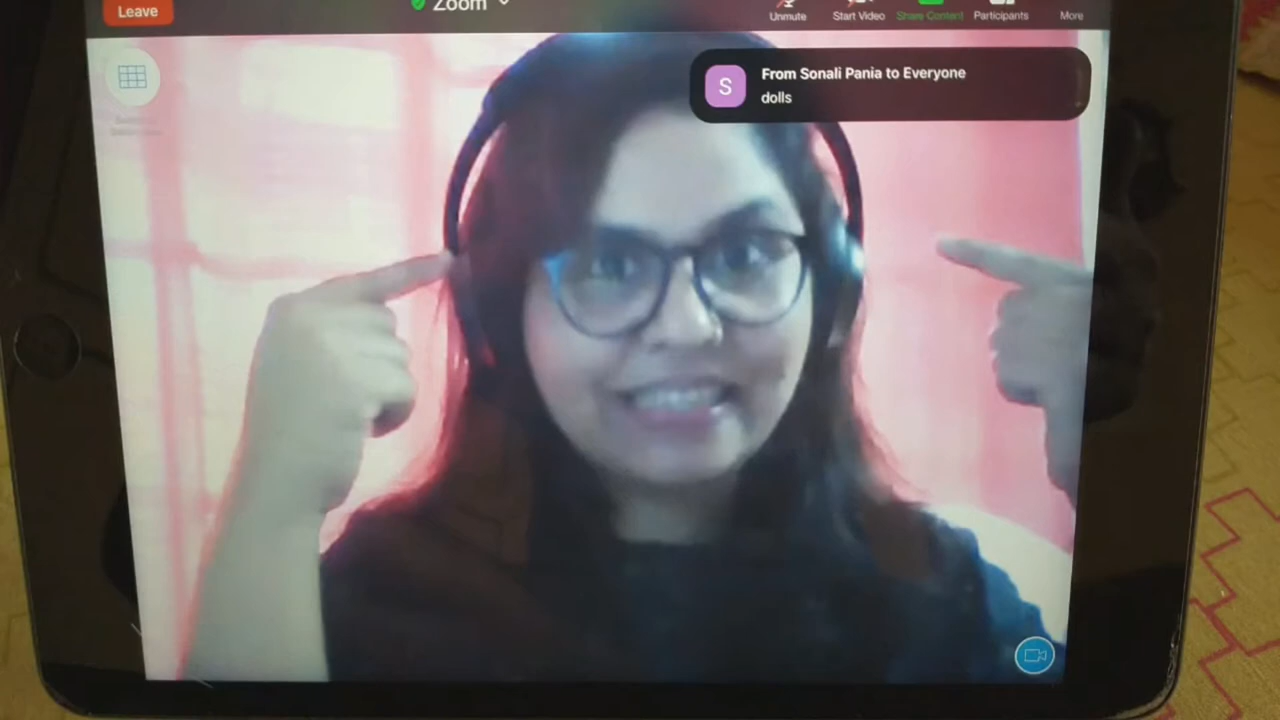 Leave
Zoom
Unmute
Start Video
Share Content
Participants
More
S
From Sonali Pania to Everyone
dolls